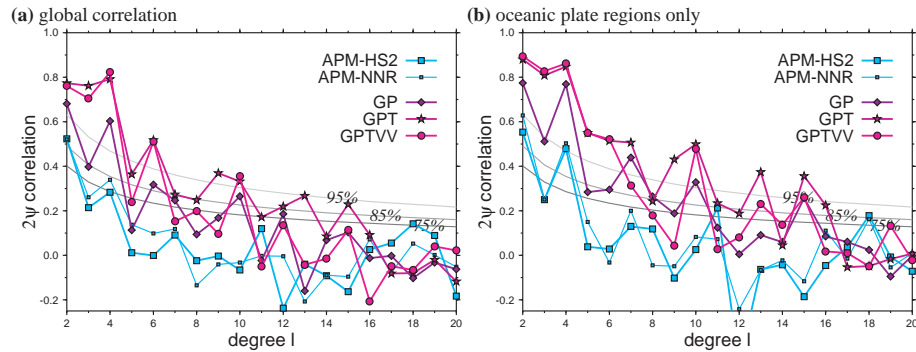 (a) global correlation
1.0
0.8
0.6
0.4
0.2
0.0
-0.2
2ψ correlation
APM-HS2
APM-NNR
GP
GPT
GPTVV
95%
85%
75%
2 4 6 8 10 12 14 16 18 20
degree l
(b) oceanic plate regions only
1.0
0.8
0.6
0.4
0.2
0.0
-0.2
2ψ correlation
APM-HS2
APM-NNR
GP
GPT
GPTVV
95%
85%
75%
2 4 6 8 10 12 14 16 18 20
degree l